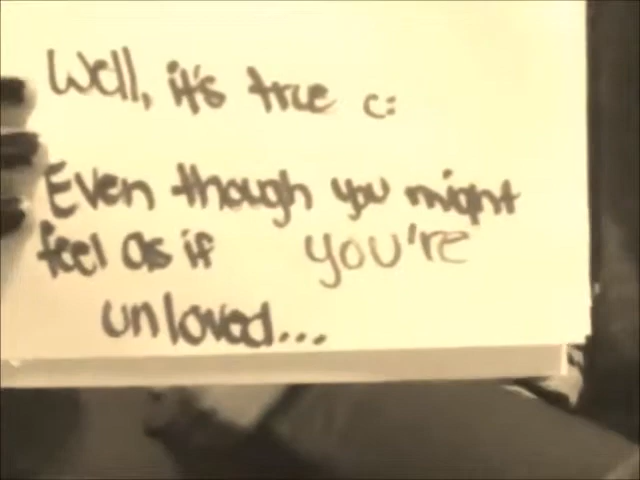 Well, it's true c:
Even though you might
feel as if you're
unloved...